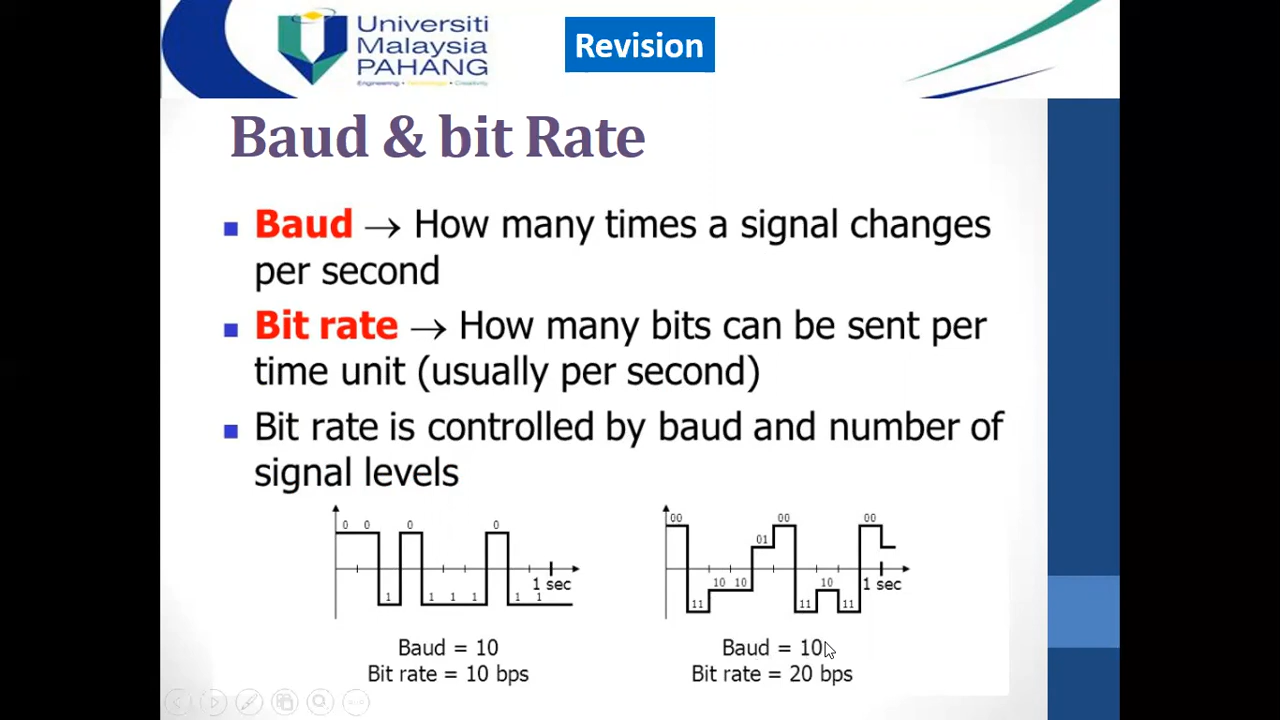 Universiti
Malaysia
PAHANG
Engineering • Technology • Creativity
Revision
Baud & bit Rate
Baud → How many times a signal changes
per second
Bit rate → How many bits can be sent per
time unit (usually per second)
Bit rate is controlled by baud and number of
signal levels
0 0 0 0
1 1 1 1 1 1
1 sec
Baud = 10
Bit rate = 10 bps
00 00 00
01
10 10 10
11 11 11
1 sec
Baud = 10
Bit rate = 20 bps